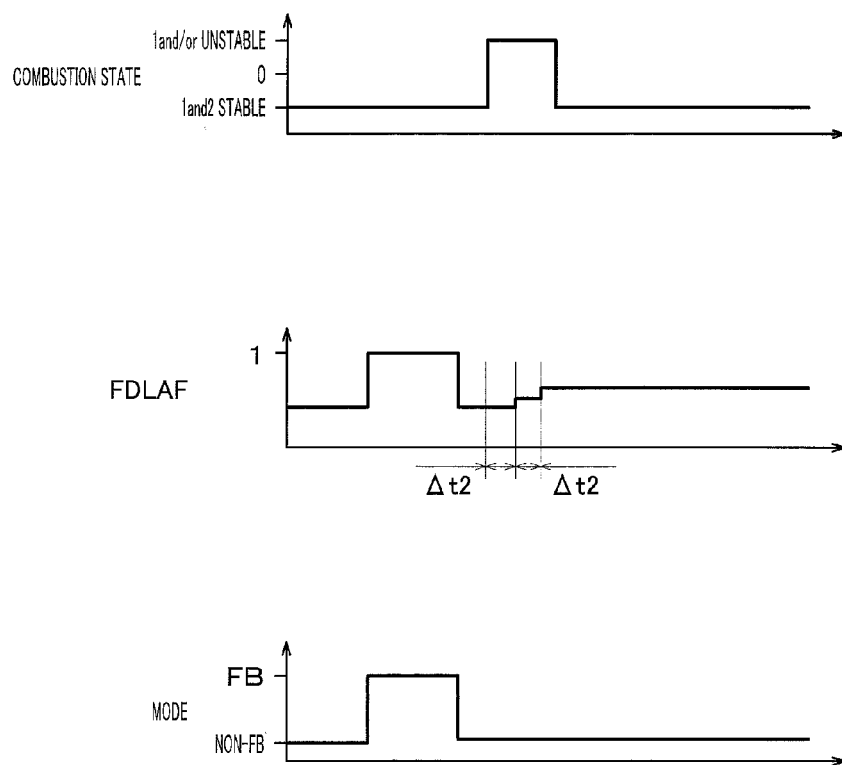 1and/or UNSTABLE
COMBUSTION STATE
0
1and2 STABLE
1
FDLAF
Δt2 Δt2
FB
MODE
NON-FB